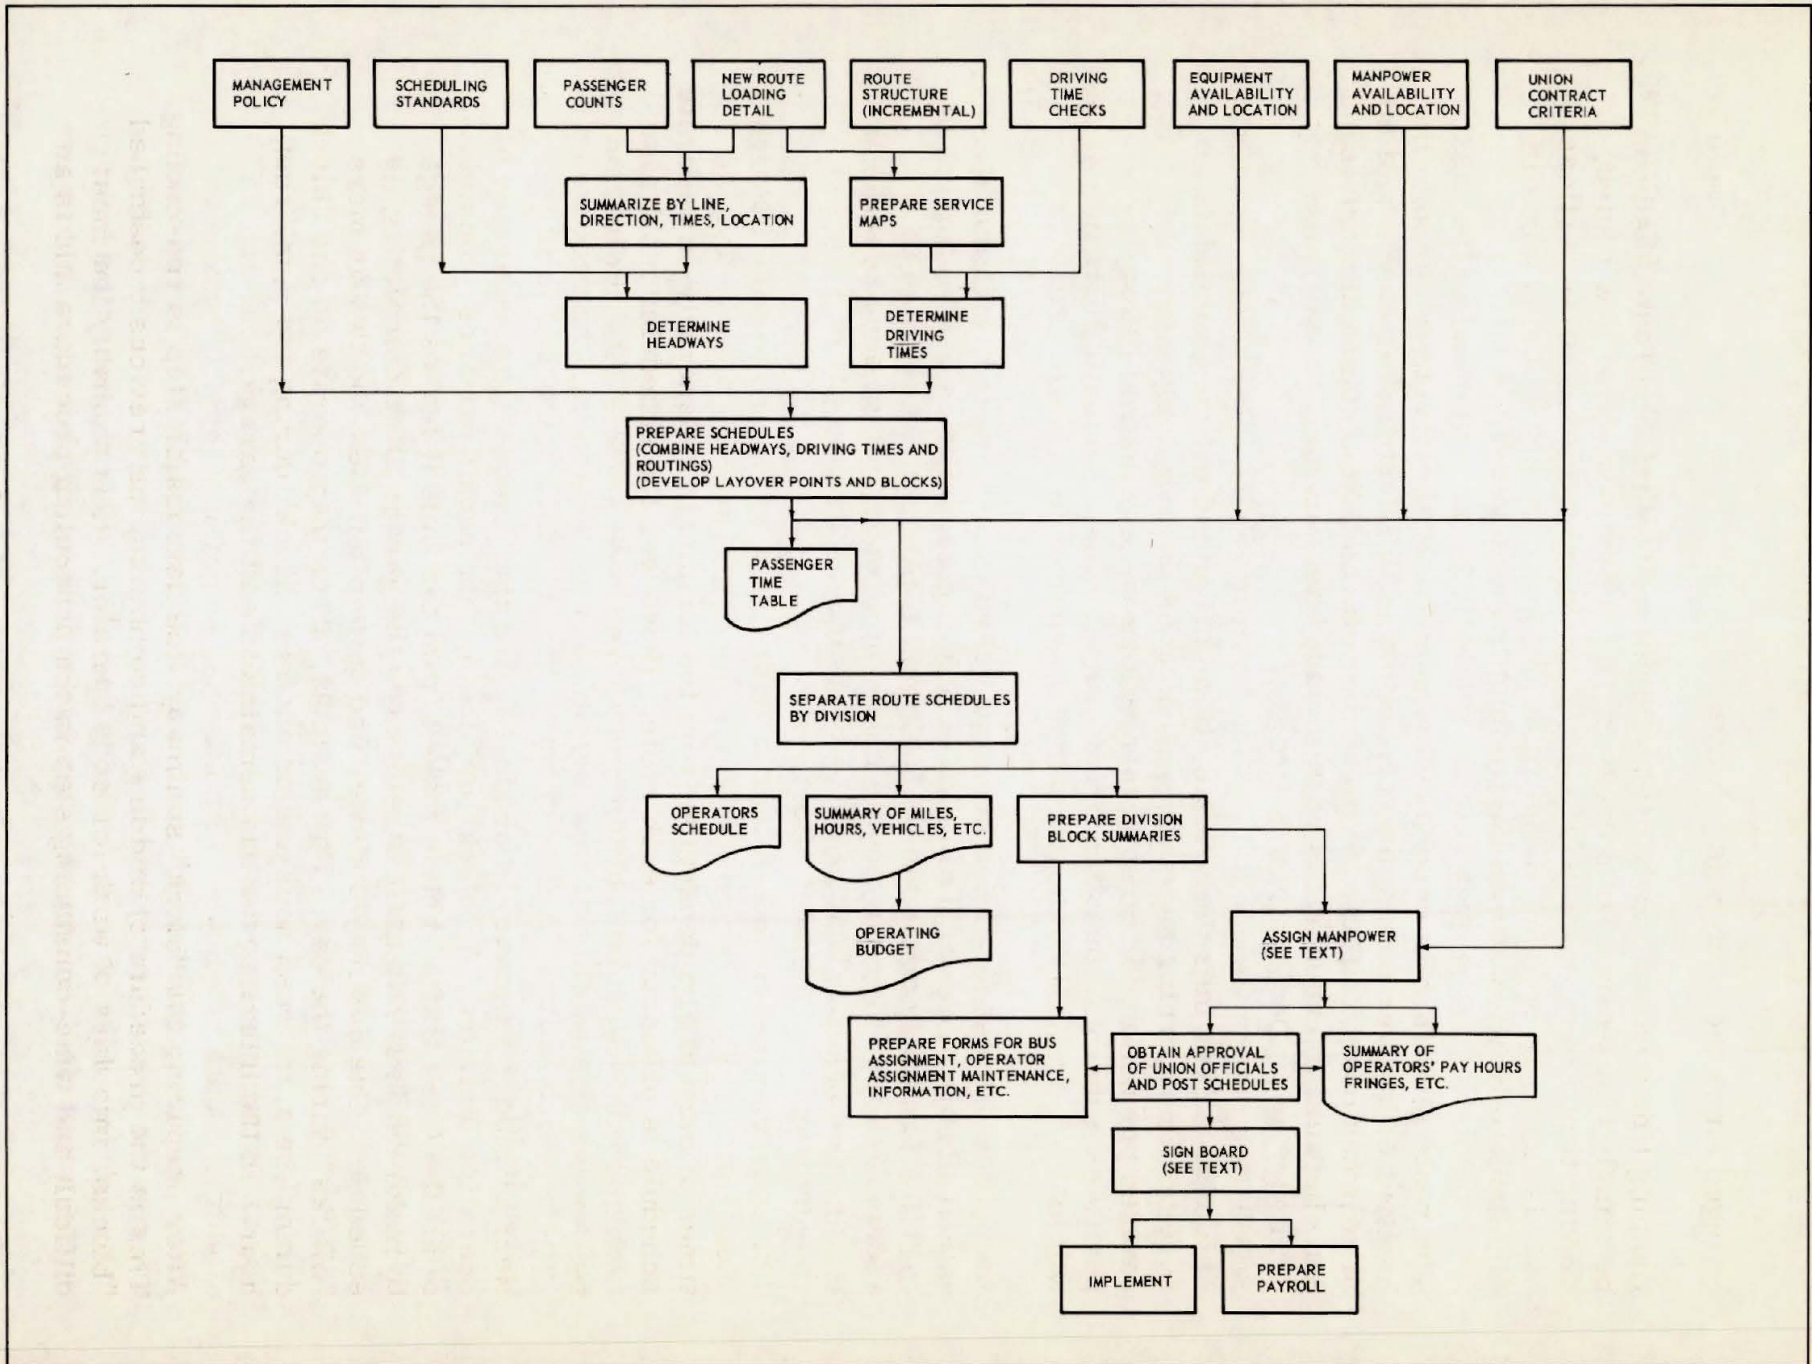 MANAGEMENT
POLICY
SCHEDULING
STANDARDS
PASSENGER
COUNTS
NEW ROUTE
LOADING
DETAIL
ROUTE
STRUCTURE
(INCREMENTAL)
DRIVING
TIME
CHECKS
EQUIPMENT
AVAILABILITY
AND LOCATION
MANPOWER
AVAILABILITY
AND LOCATION
UNION
CONTRACT
CRITERIA
SUMMARIZE BY LINE,
DIRECTION, TIMES, LOCATION
PREPARE SERVICE
MAPS
DETERMINE
HEADWAYS
DETERMINE
DRIVING
TIMES
PREPARE SCHEDULES
(COMBINE HEADWAYS, DRIVING TIMES AND
ROUTINGS)
(DEVELOP LAYOVER POINTS AND BLOCKS)
PASSENGER
TIME
TABLE
SEPARATE ROUTE SCHEDULES
BY DIVISION
OPERATORS
SCHEDULE
SUMMARY OF MILES,
HOURS, VEHICLES, ETC.
PREPARE DIVISION
BLOCK SUMMARIES
OPERATING
BUDGET
ASSIGN MANPOWER
(SEE TEXT)
PREPARE FORMS FOR BUS
ASSIGNMENT, OPERATOR
ASSIGNMENT MAINTENANCE,
INFORMATION, ETC.
OBTAIN APPROVAL
OF UNION OFFICIALS
AND POST SCHEDULES
SUMMARY OF
OPERATORS' PAY HOURS
FRINGES, ETC.
SIGN BOARD
(SEE TEXT)
IMPLEMENT
PREPARE
PAYROLL